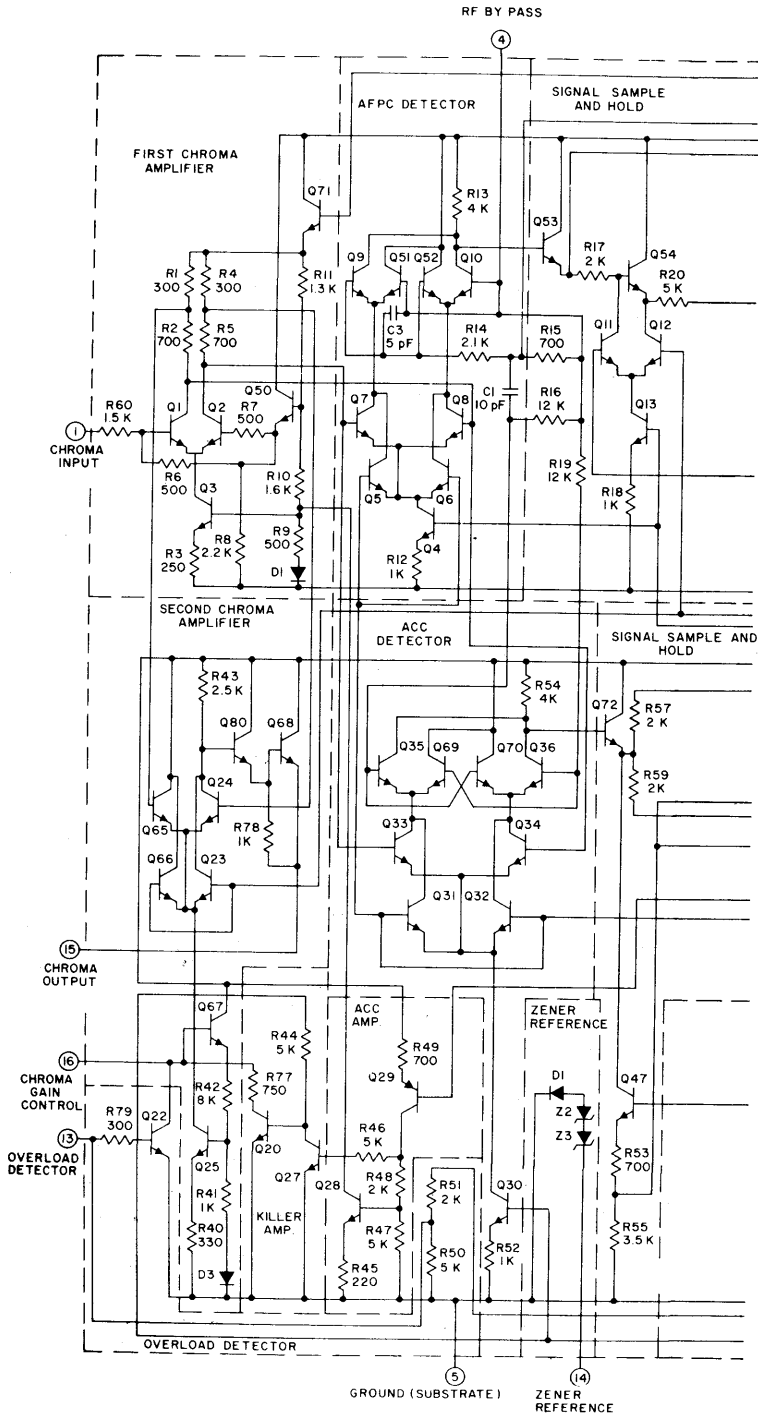 RF BY PASS
4
AFPC DETECTOR
SIGNAL SAMPLE
AND HOLD
FIRST CHROMA
AMPLIFIER
Q71
R13
4 K
Q53
Q9
Q51
Q52
Q10
R17
2 K
Q54
R20
5 K
R1
300
R4
300
R11
1.3 K
C3
5 pF
R14
2.1 K
R15
700
Q11
Q12
R2
700
R5
700
C1
10 pF
R16
12 K
R60
1.5 K
Q1
Q2
R7
500
Q50
Q7
Q8
Q13
1
CHROMA
INPUT
R6
500
Q3
R10
1.6 K
Q5
Q6
R19
12 K
R18
1 K
R3
250
R8
2.2 K
R9
500
D1
R12
1 K
Q4
SECOND CHROMA
AMPLIFIER
ACC
DETECTOR
SIGNAL SAMPLE AND
HOLD
R43
2.5 K
Q80
Q68
R54
4 K
Q72
R57
2 K
Q35
Q69
Q70
Q36
R59
2 K
Q24
Q65
R78
1 K
Q33
Q34
Q66
Q23
Q31
Q32
15
CHROMA
OUTPUT
Q67
ACC
AMP.
ZENER
REFERENCE
R44
5 K
R49
700
16
CHROMA
GAIN
CONTROL
R42
8 K
R77
750
Q29
D1
Z2
Z3
Q47
R79
300
Q22
13
OVERLOAD
DETECTOR
Q25
Q20
Q27
R46
5 K
R53
700
R41
1 K
R48
2 K
Q28
R51
2 K
Q30
R40
330
KILLER
AMP.
R47
5 K
R50
5 K
R52
1 K
R55
3.5 K
D3
R45
220
OVERLOAD DETECTOR
5
GROUND (SUBSTRATE)
14
ZENER
REFERENCE